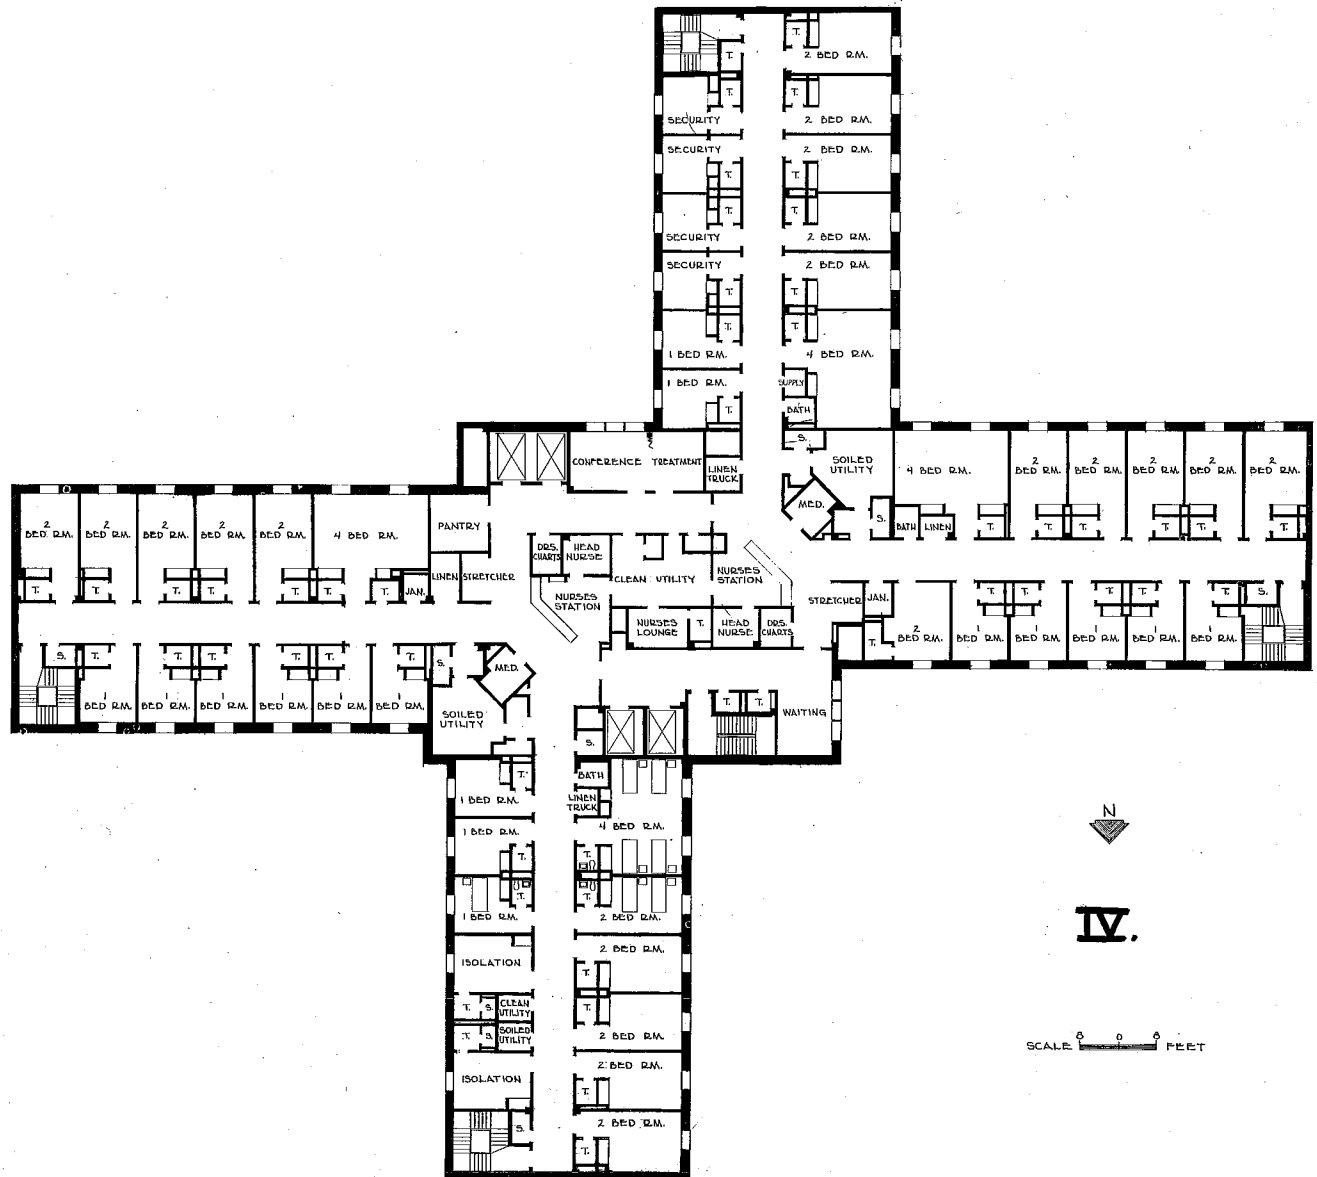 T.
2 BED RM.
T.
T.
T.
SECURITY
2 BED RM.
SECURITY
2 BED RM.
T.
T.
T.
T.
SECURITY
2 BED RM.
SECURITY
2 BED RM.
T.
T.
T.
T.
1 BED RM.
4 BED RM.
1 BED RM.
SUPPLY
T.
BATH
S.
CONFERENCE TREATMENT
LINEN
TRUCK
SOILED
UTILITY
4 BED RM.
2
BED RM.
2
BED RM.
2
BED RM.
2
BED RM.
2
BED RM.
MED.
S.
BATH
LINEN
T.
T.
T.
T.
T.
T.
2
BED RM.
2
BED RM.
2
BED RM.
2
BED RM.
2
BED RM.
4 BED RM.
PANTRY
T.
T.
T.
T.
T.
T.
JAN.
LINEN
STRETCHER
DRS.
CHARTS
HEAD
NURSE
CLEAN UTILITY
NURSES
STATION
NURSES
STATION
NURSES
LOUNGE
T.
HEAD
NURSE
DRS.
CHARTS
STRETCHER
JAN.
T.
2
BED RM.
T.
1
BED RM.
T.
1
BED RM.
T.
1
BED RM.
T.
1
BED RM.
T.
1
BED RM.
S.
S.
T.
1
BED RM.
T.
1
BED RM.
T.
1
BED RM.
T.
1
BED RM.
T.
1
BED RM.
T.
1
BED RM.
S.
MED.
SOILED
UTILITY
S.
T.
T.
WAITING
T.
BATH
1 BED RM.
LINEN
TRUCK
1 BED RM.
4 BED RM.
T.
T.
T.
T.
1 BED RM.
2 BED RM.
2 BED RM.
ISOLATION
T.
T.
S.
CLEAN
UTILITY
T.
T.
S.
SOILED
UTILITY
2 BED RM.
2 BED RM.
ISOLATION
T.
S.
2 BED RM.
T.
N
IV.
8 0 8
SCALE FEET